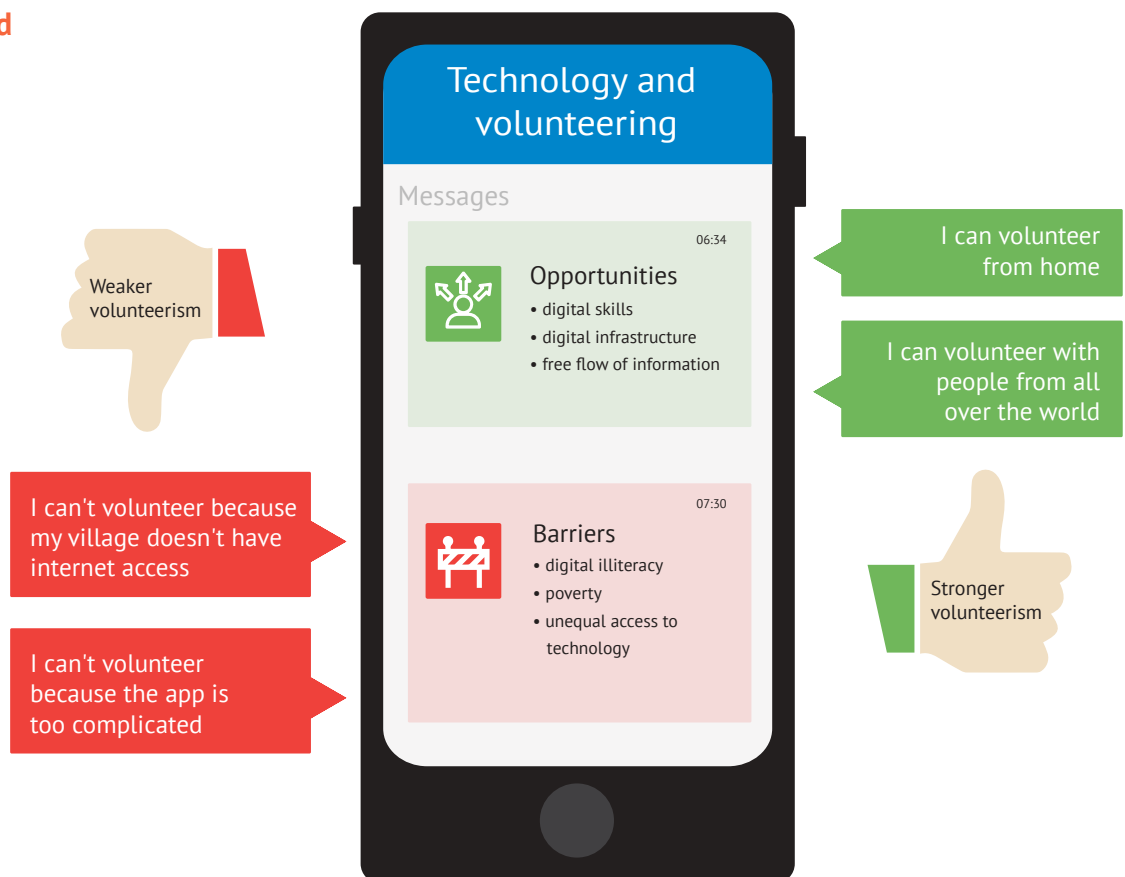 d
Technology and
volunteering
Messages
06:34
Opportunities
• digital skills
• digital infrastructure
• free flow of information
07:30
Barriers
• digital illiteracy
• poverty
• unequal access to
technology
Weaker
volunteerism
I can't volunteer because
my village doesn't have
internet access
I can't volunteer
because the app is
too complicated
I can volunteer
from home
I can volunteer with
people from all
over the world
Stronger
volunteerism